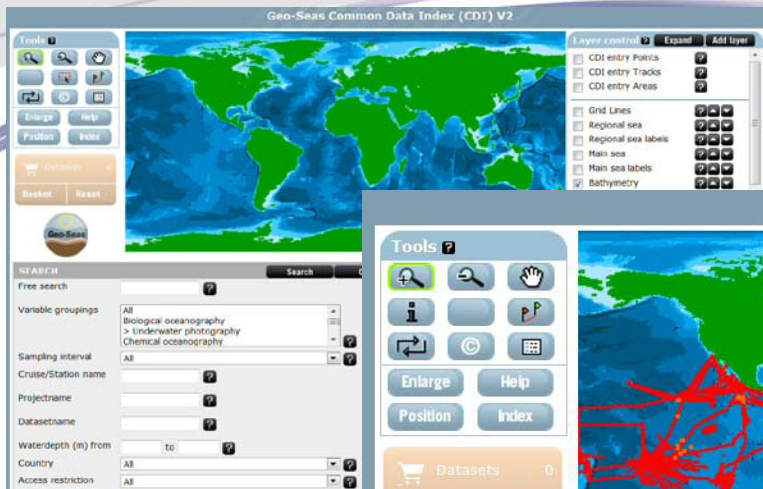 Geo-Seas Common Data Index (CDI) V2
Tools ?
Enlarge Help
Position Index
Datasets 0
Basket Reset
Geo-Seas
Layer control ? Expand Add layer
CDI entry Points ?
CDI entry Tracks ?
CDI entry Areas ?
Grid Lines ?
Regional sea ?
Regional sea labels ?
Main sea ?
Main sea labels ?
Bathymetry ?
SEARCH Search
Free search ?
Variable groupings
All
Biological oceanography
> Underwater photography
Chemical oceanography ?
Sampling interval All ?
Cruise/Station name ?
Projectname ?
Datasetname ?
Waterdepth (m) from to ?
Country All ?
Access restriction All ?
Tools ?
i
©
Enlarge Help
Position Index
Datasets 0